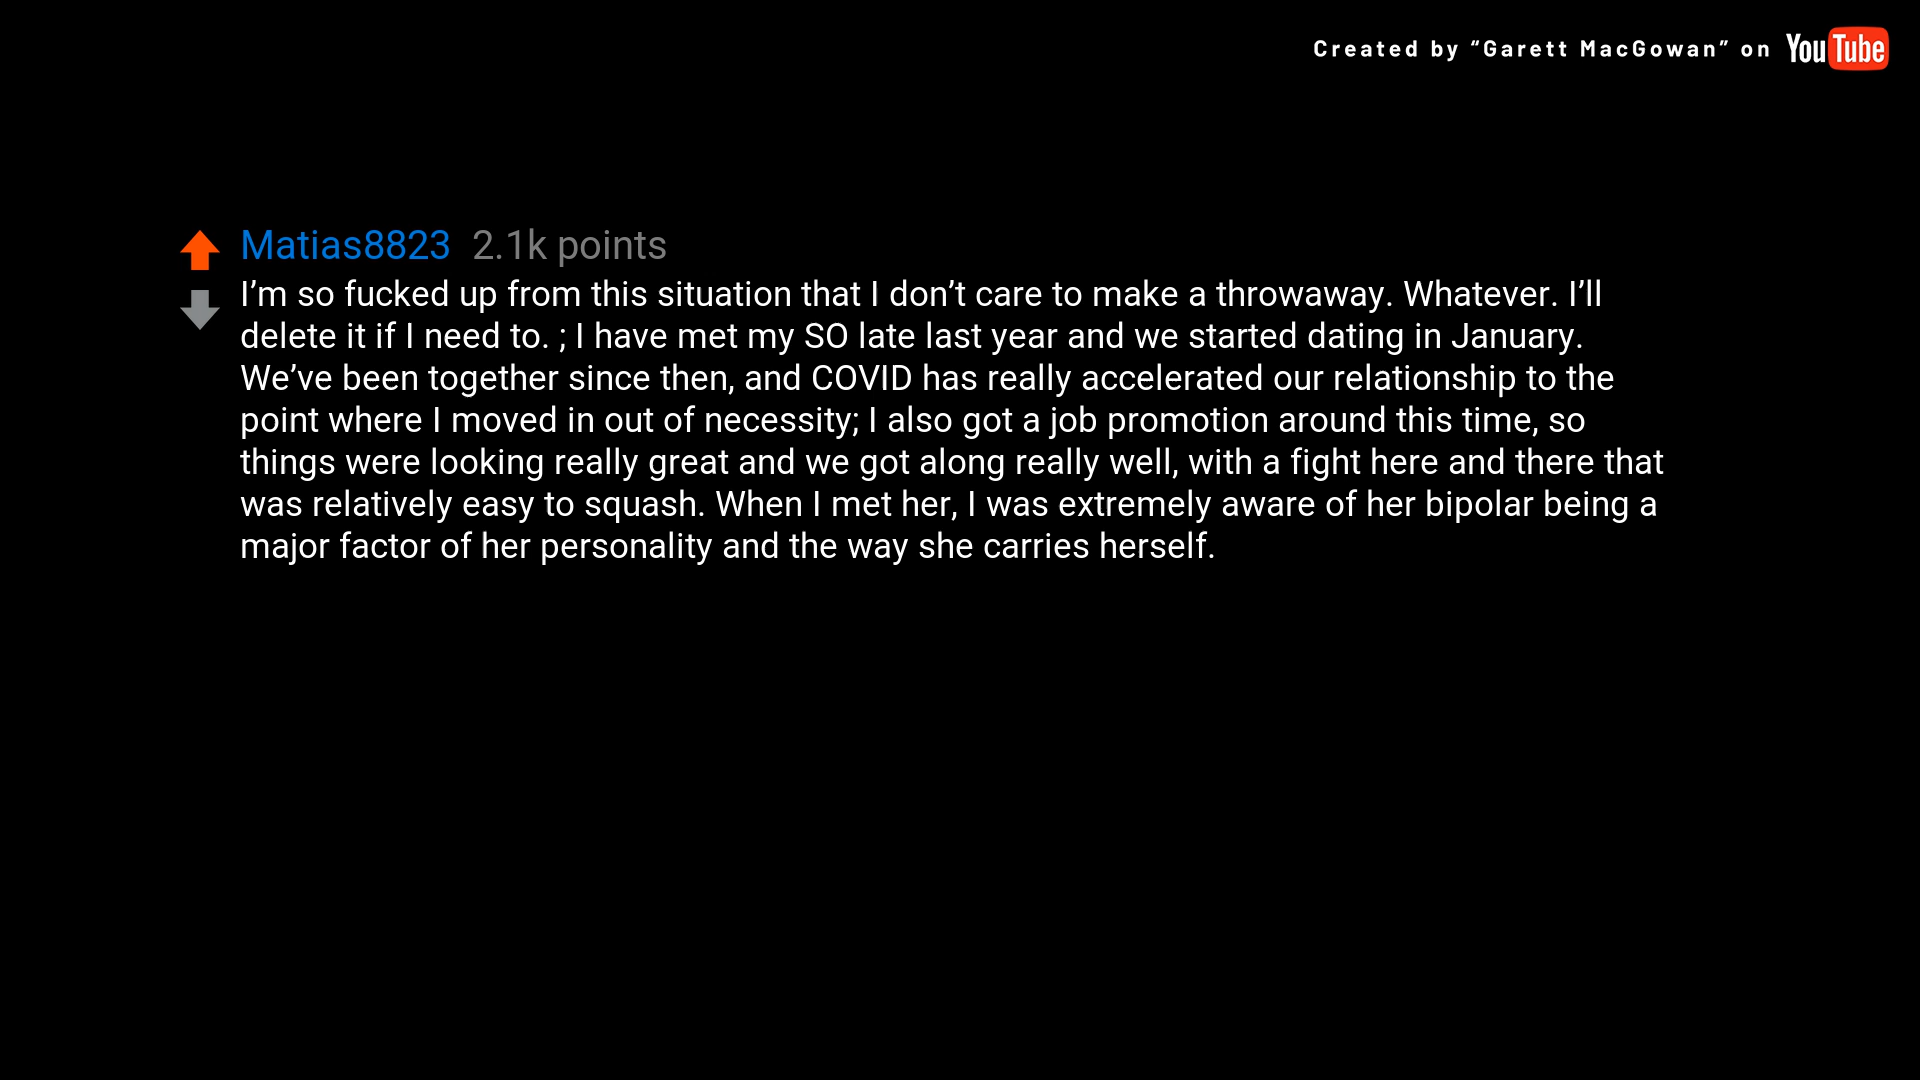 Created by “Garett MacGowan” on YouTube
Matias8823 2.1k points
I’m so fucked up from this situation that I don’t care to make a throwaway. Whatever. I’ll
delete it if I need to. ; I have met my SO late last year and we started dating in January.
We’ve been together since then, and COVID has really accelerated our relationship to the
point where I moved in out of necessity; I also got a job promotion around this time, so
things were looking really great and we got along really well, with a fight here and there that
was relatively easy to squash. When I met her, I was extremely aware of her bipolar being a
major factor of her personality and the way she carries herself.